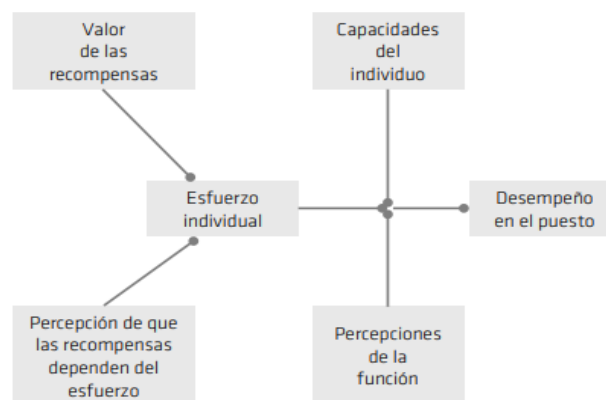 Valor
de las
recompensas
Capacidades
del
individuo
Esfuerzo
individual
Desempeño
en el puesto
Percepción de que
las recompensas
dependen del
esfuerzo
Percepciones
de la
función